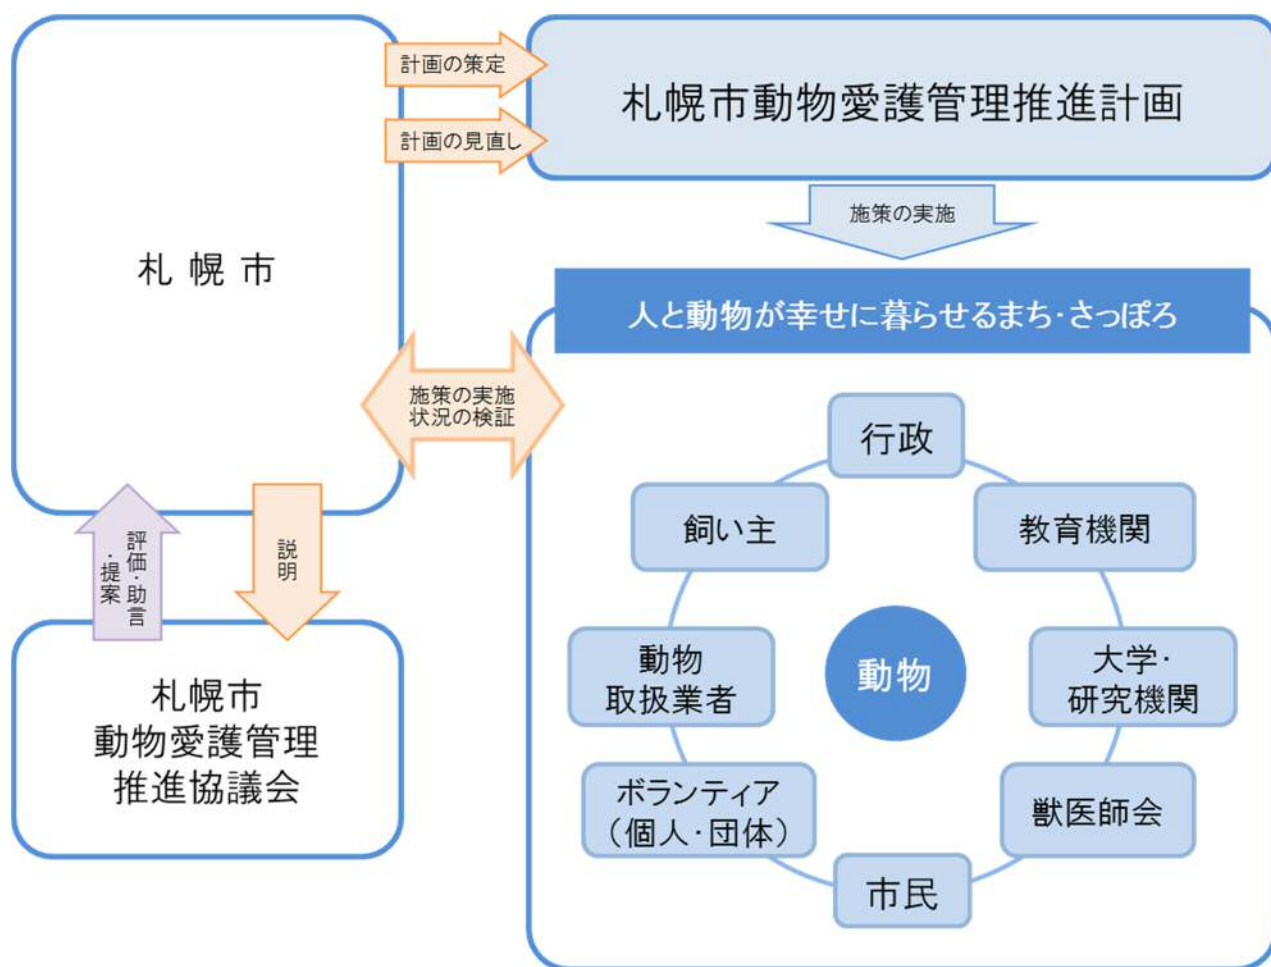 計画の策定
札幌市動物愛護管理推進計画
計画の見直し
施策の実施
札幌市
人と動物が幸せに暮らせるまち・さっぽろ
施策の実施
状況の検証
行政
飼い主
教育機関
評価・助言
・提案
説明
動物
取扱業者
動物
大学・
研究機関
札幌市
動物愛護管理
推進協議会
ボランティア
（個人・団体）
獣医師会
市民